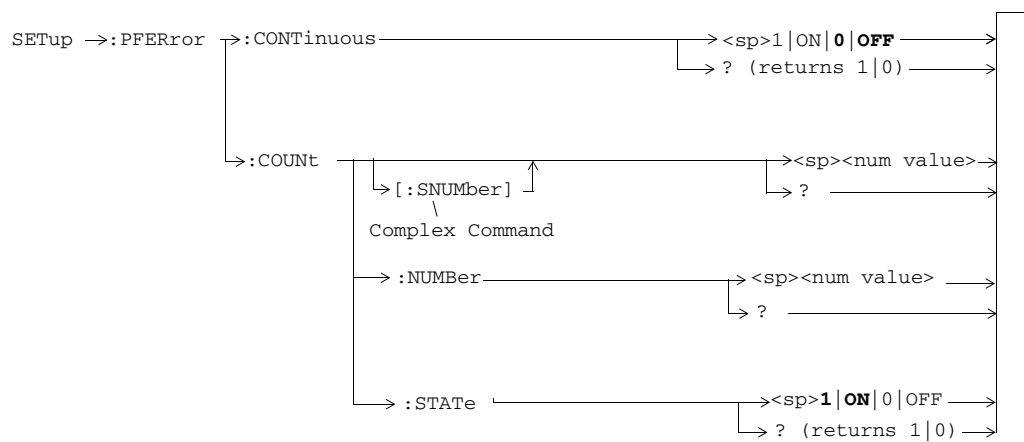 SETup :PFERror :CONTinuous <sp>1|ON|0|OFF
? (returns 1|0)
:COUNt <sp><num value>
[:SNUMber] ?
Complex Command
:NUMBer <sp><num value>
?
:STATe <sp>1|ON|0|OFF
? (returns 1|0)